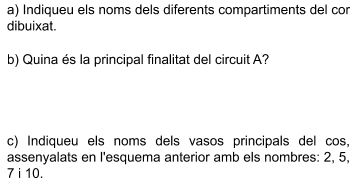 a) Indiqueu els noms dels diferents compartiments del cor
dibuixat.
b) Quina és la principal finalitat del circuit A?
c) Indiqueu els noms dels vasos principals del cos,
assenyalats en l'esquema anterior amb els nombres: 2, 5,
7 i 10.